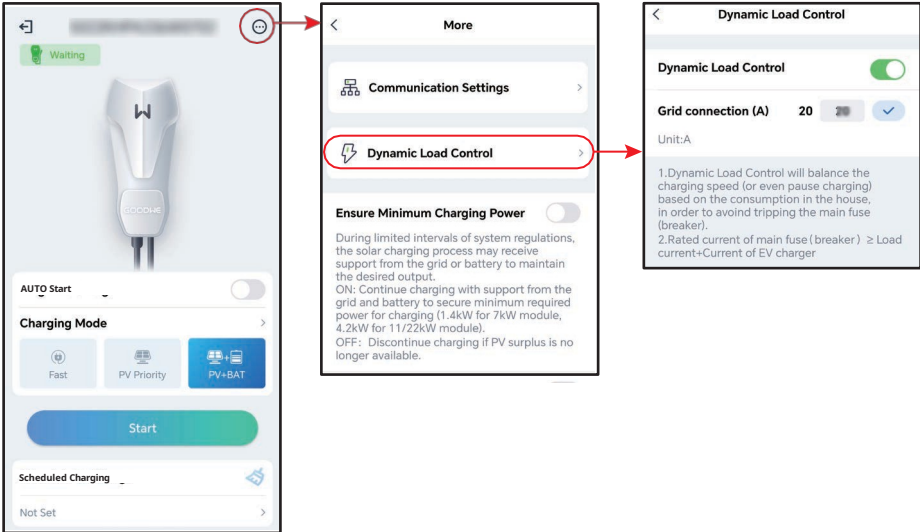 Waiting
GOODWE
AUTO Start
Charging Mode
Fast
PV Priority
PV+BAT
Start
Scheduled Charging
Not Set
More
Communication Settings
Dynamic Load Control
Ensure Minimum Charging Power
During limited intervals of system regulations,
the solar charging process may receive
support from the grid or battery to maintain
the desired output.
ON: Continue charging with support from the
grid and battery to secure minimum required
power for charging (1.4kW for 7kW module,
4.2kW for 11/22kW module).
OFF: Discontinue charging if PV surplus is no
longer available.
Dynamic Load Control
Dynamic Load Control
Grid connection (A) 20 20
Unit:A
1.Dynamic Load Control will balance the
charging speed (or even pause charging)
based on the consumption in the house,
in order to avoind tripping the main fuse
(breaker).
2.Rated current of main fuse(breaker) ≥ Load
current+Current of EV charger